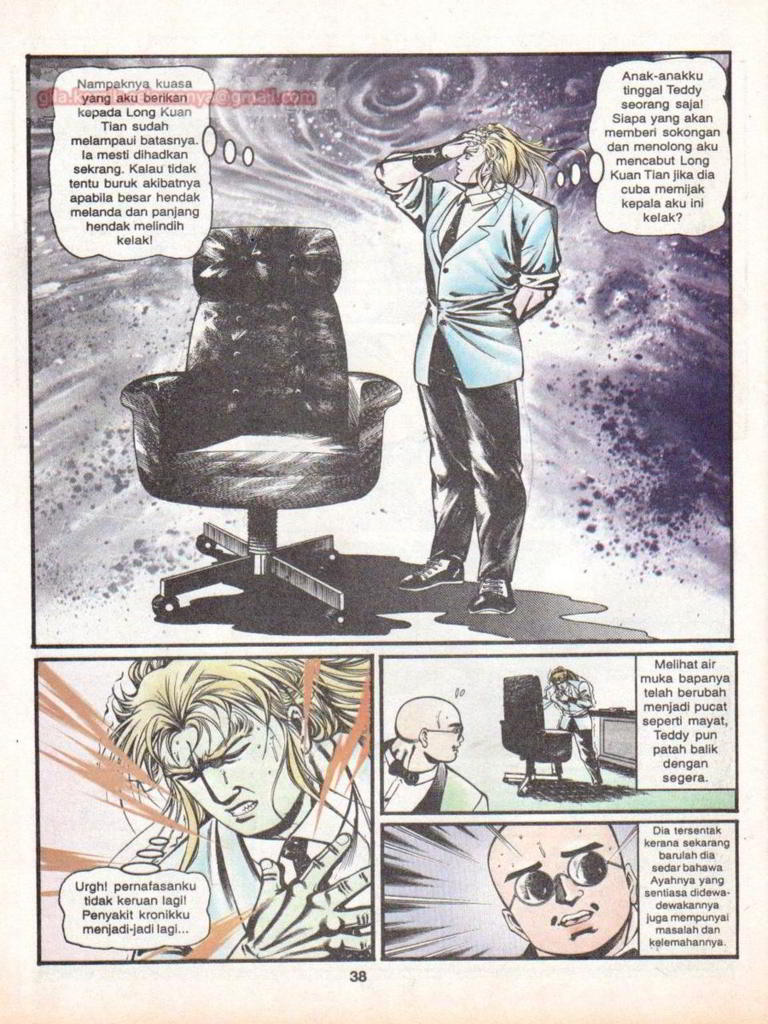 Nampaknya kuasa
yang aku berikan
kepada Long Kuan
Tian sudah
melampaui batasnya.
Ia mesti dihadkan
sekrang. Kalau tidak
tentu buruk akibatnya
apabila besar hendak
melanda dan panjang
hendak melindih
kelak!
Anak-anakku
tinggal Teddy
seorang saja!
Siapa yang akan
memberi sokongan
dan menolong aku
mencabut Long
Kuan Tian jika dia
cuba memijak
kepala aku ini
kelak?
Urgh! pernafasanku
tidak keruan lagi!
Penyakit kronikku
menjadi-jadi lagi...
Melihat air
muka bapanya
telah berubah
menjadi pucat
seperti mayat,
Teddy pun
patah balik
dengan
segera.
Dia tersentak
kerana sekarang
barulah dia
sedar bahawa
Ayahnya yang
sentiasa didewa-
dewakannya
juga mempunyai
masalah dan
kelemahannya.
38